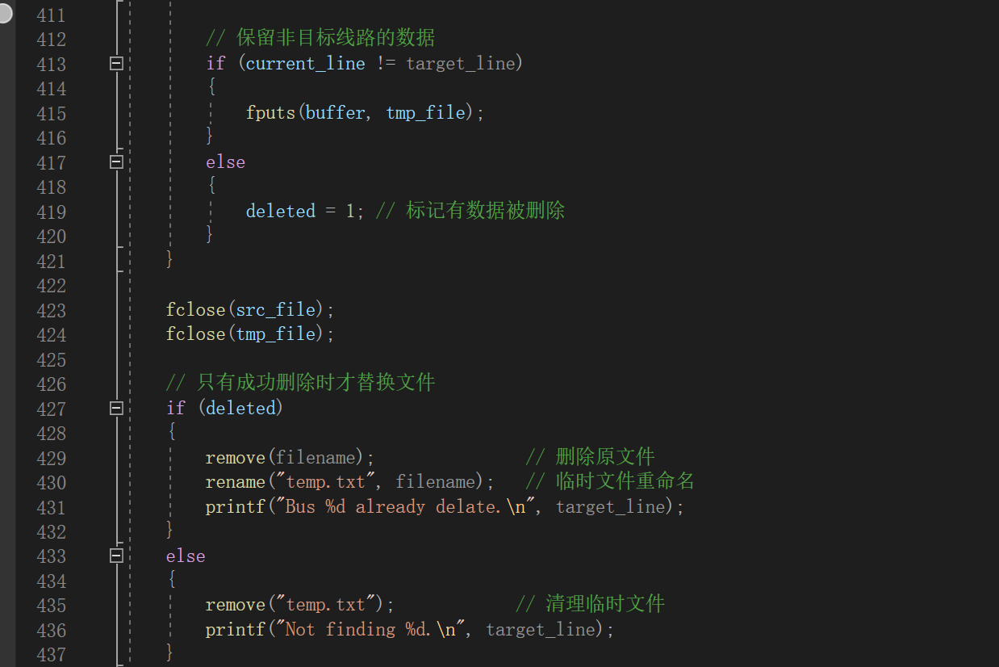 411
412 // 保留非目标线路的数据
413 if (current_line != target_line)
414 {
415 fputs(buffer, tmp_file);
416 }
417 else
418 {
419 deleted = 1; // 标记有数据被删除
420 }
421 }
422
423 fclose(src_file);
424 fclose(tmp_file);
425
426 // 只有成功删除时才替换文件
427 if (deleted)
428 {
429 remove(filename); // 删除原文件
430 rename("temp.txt", filename); // 临时文件重命名
431 printf("Bus %d already delate.\n", target_line);
432 }
433 else
434 {
435 remove("temp.txt"); // 清理临时文件
436 printf("Not finding %d.\n", target_line);
437 }